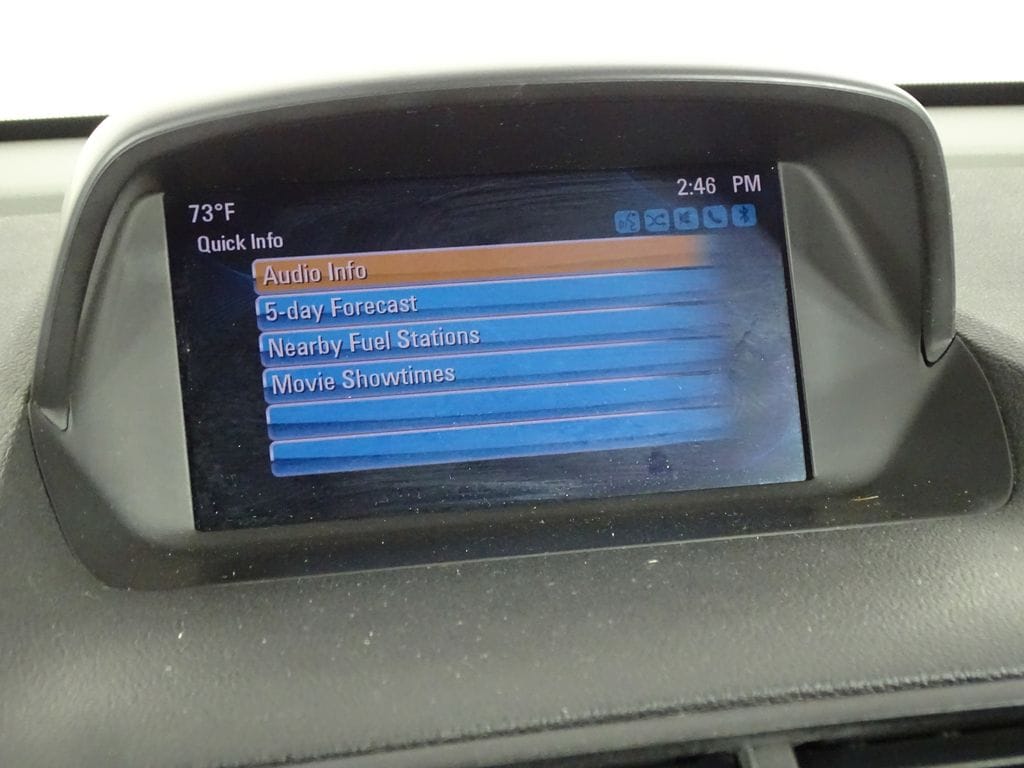 73°F
2:46 PM
Quick Info
Audio Info
5-day Forecast
Nearby Fuel Stations
Movie Showtimes